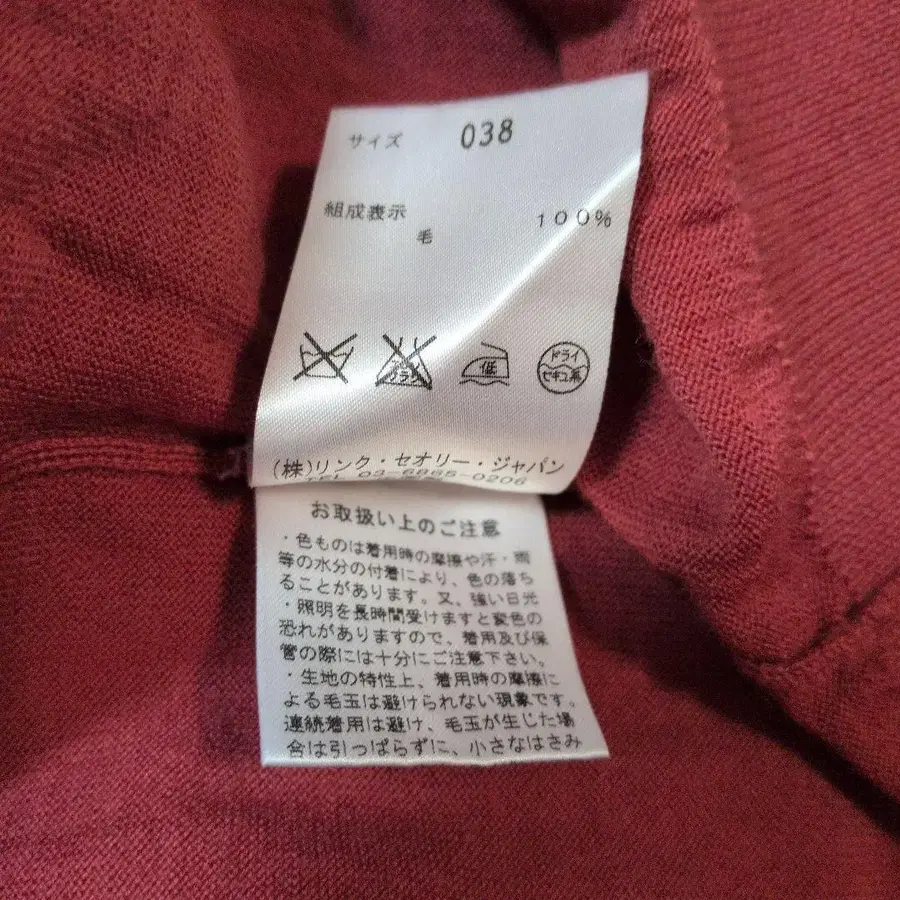 サイズ 038
組成表示
毛 100%
低
ドライ
セキユ系
(株)リンク・セオリー・ジャパン
TEL 03-6865-0206
お取扱い上のご注意
・色ものは着用時の摩擦や汗・雨
等の水分の付着により、色の落ち
ることがあります。又、強い日光
・照明を長時間受けますと変色の
恐れがありますので、着用及び保
管の際には十分にご注意下さい。
・生地の特性上、着用時の摩擦に
よる毛玉は避けられない現象です。
連続着用は避け、毛玉が生じた場
合は引っぱらずに、小さなはさみ